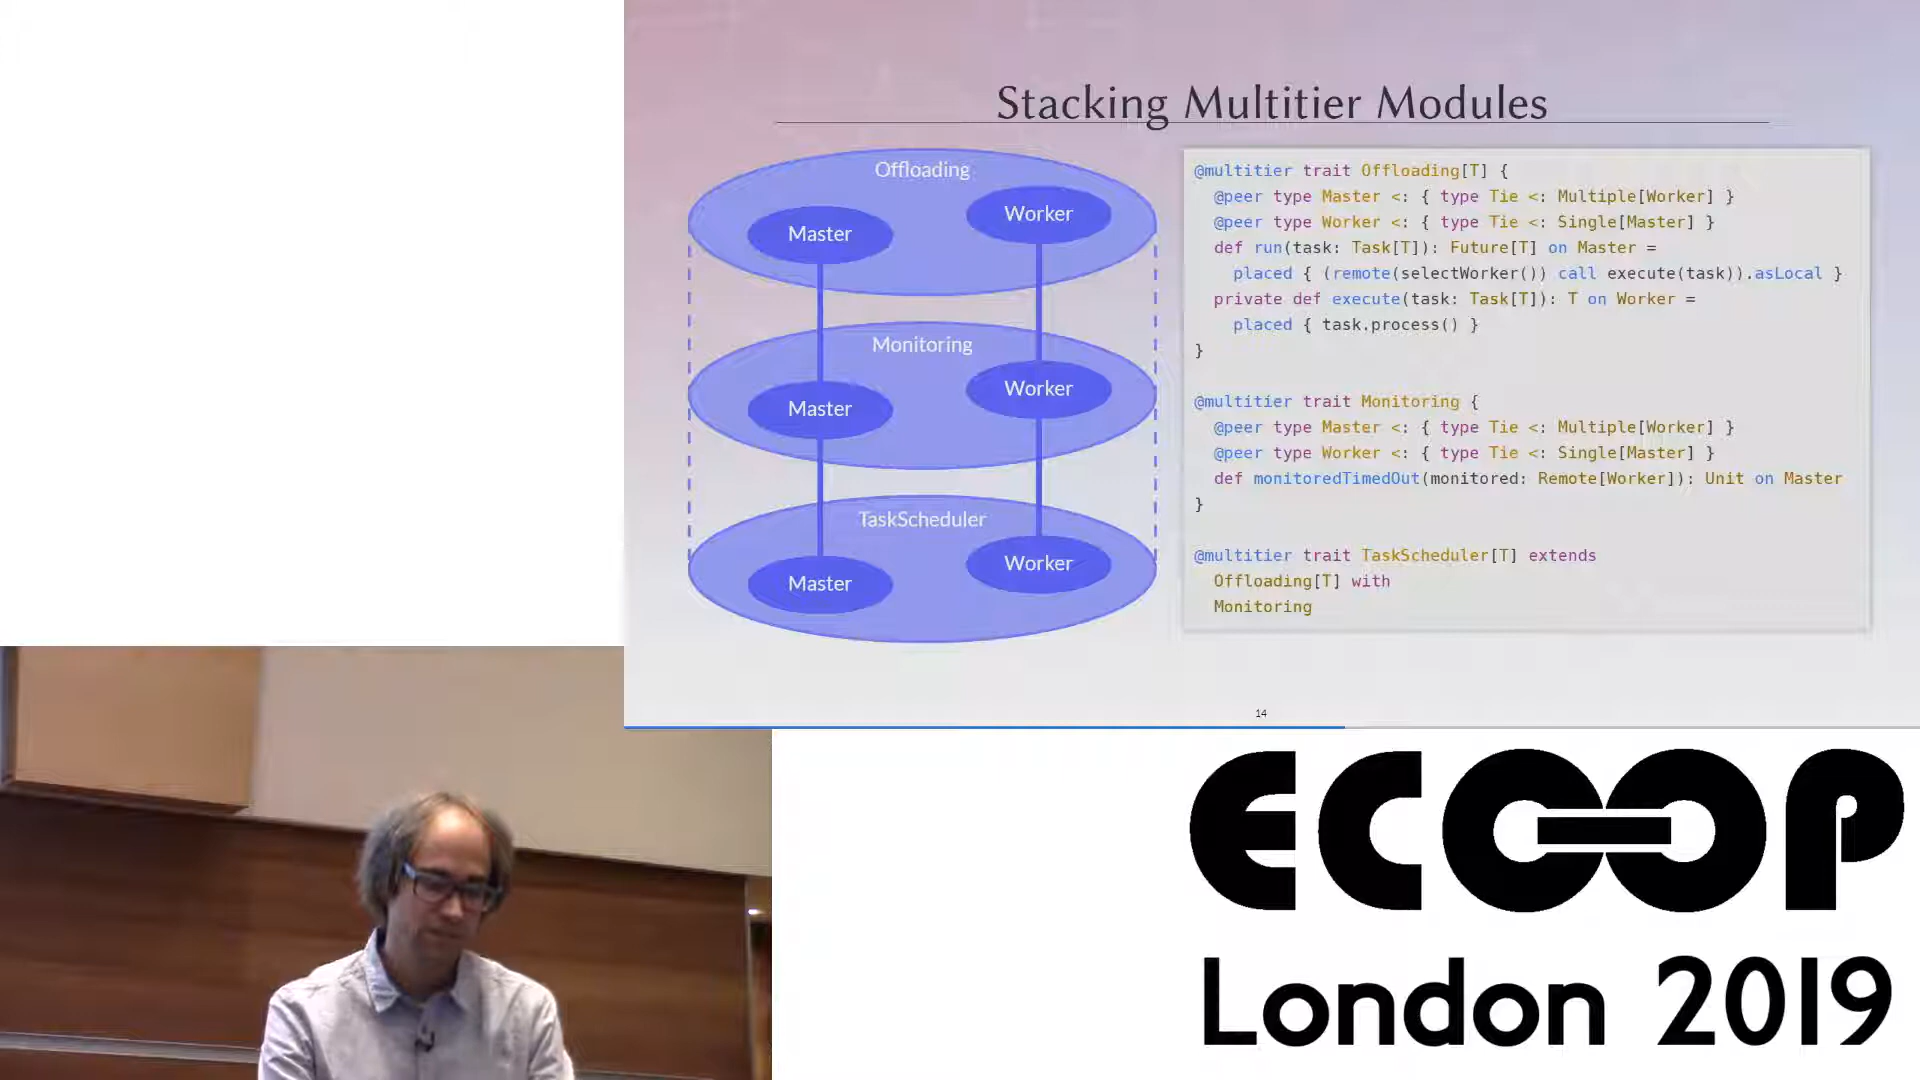 Stacking Multitier Modules
Offloading
Master
Worker
Monitoring
Master
Worker
TaskScheduler
Master
Worker
@multitier trait Offloading[T] {
  @peer type Master <: { type Tie <: Multiple[Worker] }
  @peer type Worker <: { type Tie <: Single[Master] }
  def run(task: Task[T]): Future[T] on Master =
    placed { (remote(selectWorker()) call execute(task)).asLocal }
  private def execute(task: Task[T]): T on Worker =
    placed { task.process() }
}
@multitier trait Monitoring {
  @peer type Master <: { type Tie <: Multiple[Worker] }
  @peer type Worker <: { type Tie <: Single[Master] }
  def monitoredTimedOut(monitored: Remote[Worker]): Unit on Master
}
@multitier trait TaskScheduler[T] extends
  Offloading[T] with
  Monitoring
14
ECOOP
London 2019